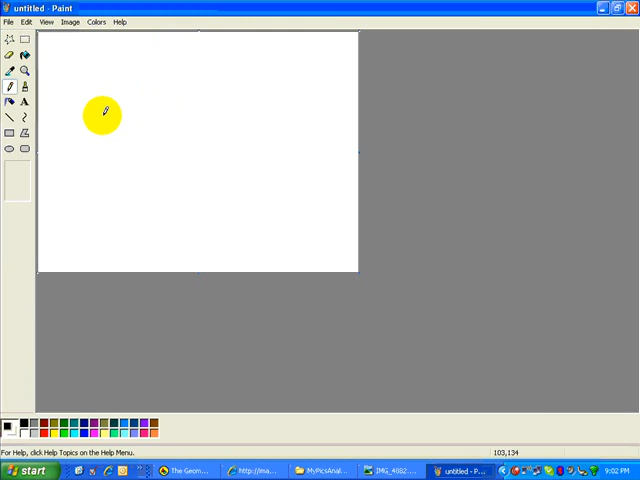 untitled - Paint
File Edit View Image Colors Help
A
For Help, click Help Topics on the Help Menu.
103,134
start
The Geom...
http://ima...
MyPicsAnal...
IMG_4882...
untitled - P...
9:02 PM